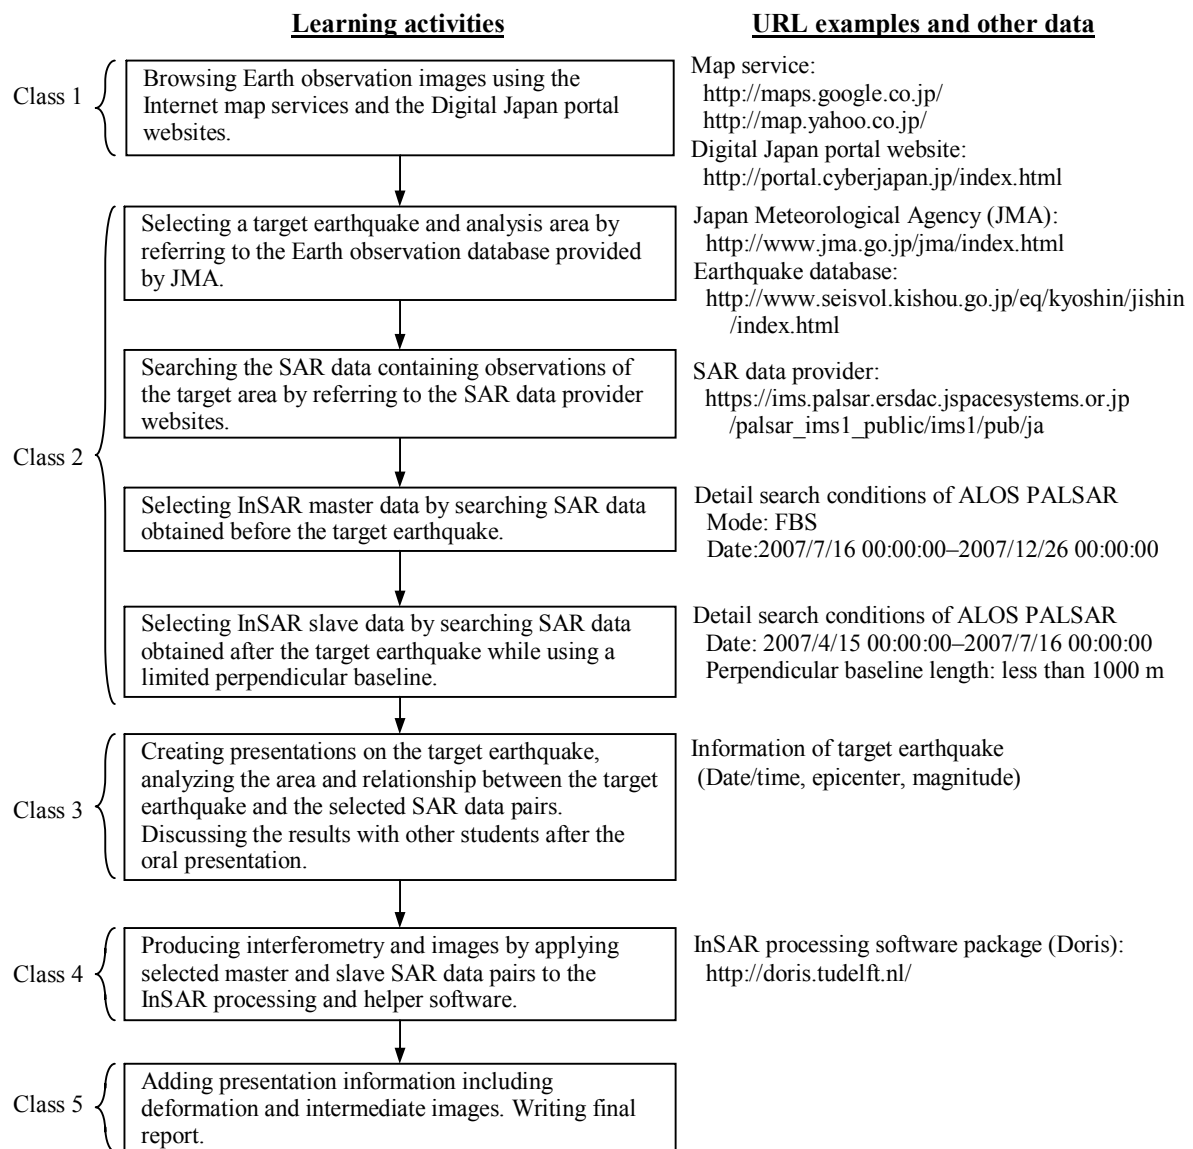 Learning activities
URL examples and other data
Class 1
Browsing Earth observation images using the
Internet map services and the Digital Japan portal
websites.
Map service:
http://maps.google.co.jp/
http://map.yahoo.co.jp/
Digital Japan portal website:
http://portal.cyberjapan.jp/index.html
Class 2
Selecting a target earthquake and analysis area by
referring to the Earth observation database provided
by JMA.
Japan Meteorological Agency (JMA):
http://www.jma.go.jp/jma/index.html
Earthquake database:
http://www.seisvol.kishou.go.jp/eq/kyoshin/jishin
/index.html
Searching the SAR data containing observations of
the target area by referring to the SAR data provider
websites.
SAR data provider:
https://ims.palsar.ersdac.jspacesystems.or.jp
/palsar_ims1_public/ims1/pub/ja
Selecting InSAR master data by searching SAR data
obtained before the target earthquake.
Detail search conditions of ALOS PALSAR
Mode: FBS
Date:2007/7/16 00:00:00–2007/12/26 00:00:00
Selecting InSAR slave data by searching SAR data
obtained after the target earthquake while using a
limited perpendicular baseline.
Detail search conditions of ALOS PALSAR
Date: 2007/4/15 00:00:00–2007/7/16 00:00:00
Perpendicular baseline length: less than 1000 m
Class 3
Creating presentations on the target earthquake,
analyzing the area and relationship between the target
earthquake and the selected SAR data pairs.
Discussing the results with other students after the
oral presentation.
Information of target earthquake
(Date/time, epicenter, magnitude)
Class 4
Producing interferometry and images by applying
selected master and slave SAR data pairs to the
InSAR processing and helper software.
InSAR processing software package (Doris):
http://doris.tudelft.nl/
Class 5
Adding presentation information including
deformation and intermediate images. Writing final
report.